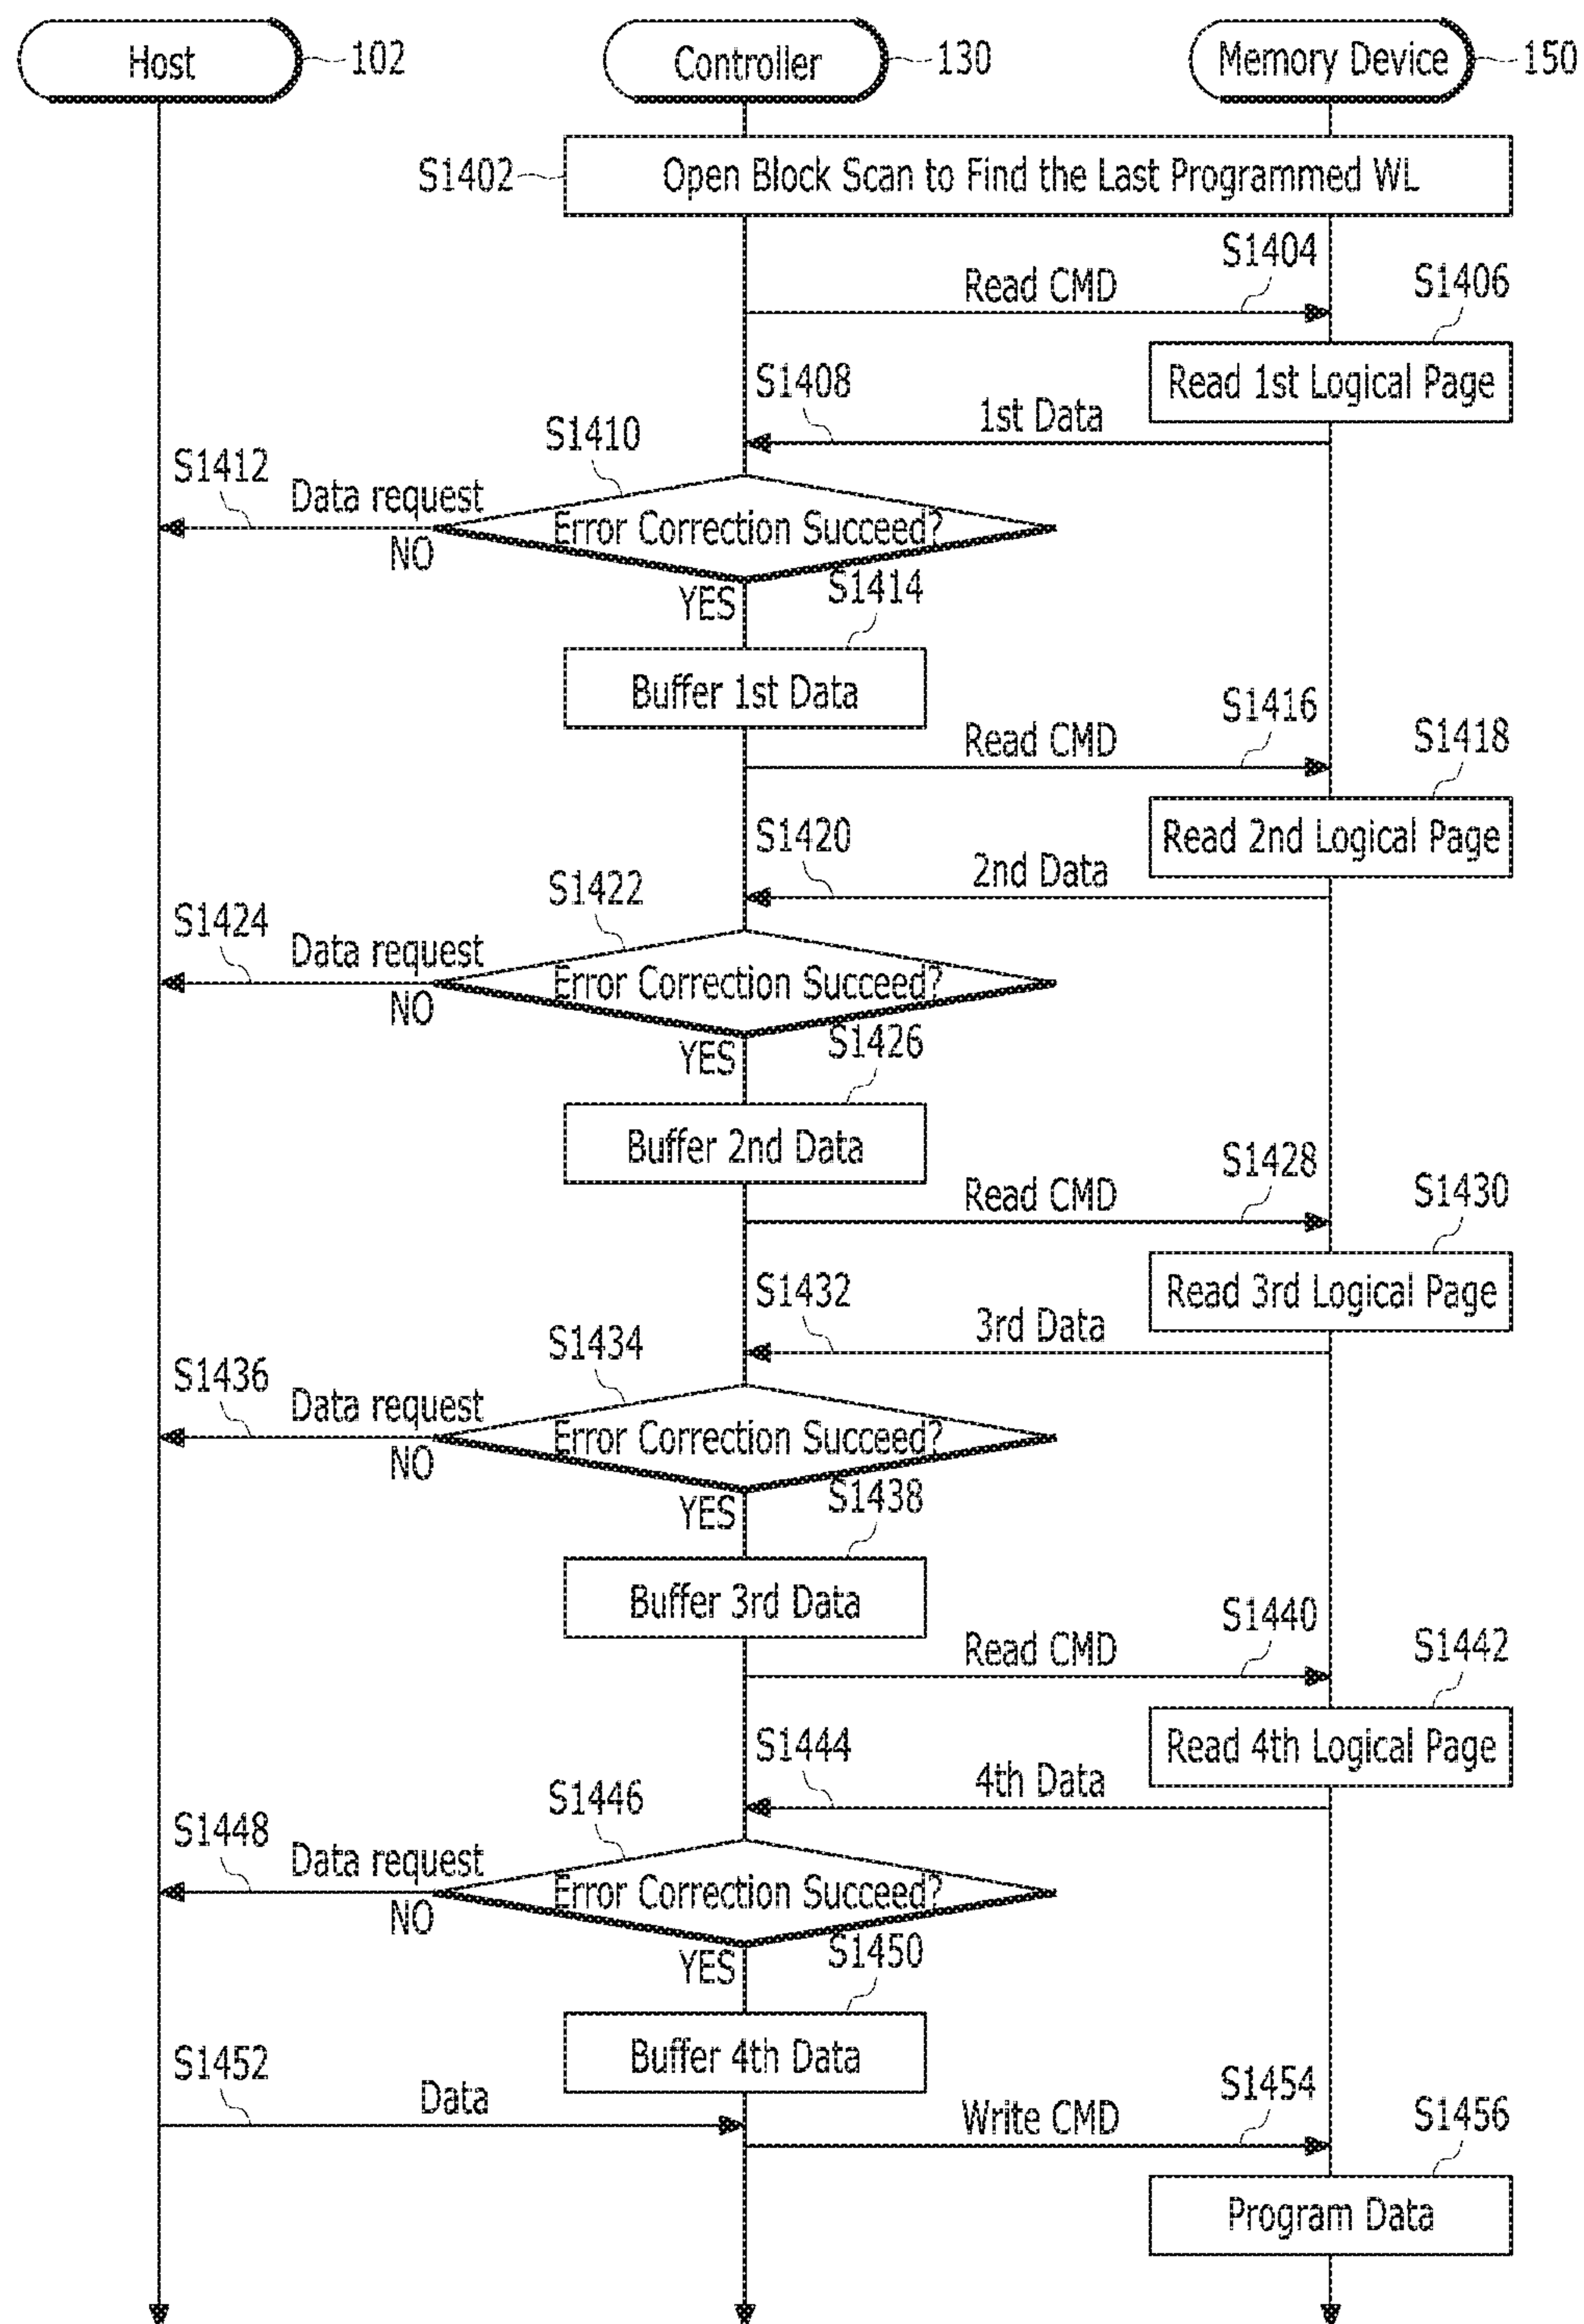 Host
102
Controller
130
Memory Device
150
S1402
Open Block Scan to Find the Last Programmed WL
S1404
Read CMD
S1406
Read 1st Logical Page
S1408
1st Data
S1410
Error Correction Succeed?
S1412
Data request
NO
YES
S1414
Buffer 1st Data
S1416
Read CMD
S1418
Read 2nd Logical Page
S1420
2nd Data
S1422
Error Correction Succeed?
S1424
Data request
NO
YES
S1426
Buffer 2nd Data
S1428
Read CMD
S1430
Read 3rd Logical Page
S1432
3rd Data
S1434
Error Correction Succeed?
S1436
Data request
NO
YES
S1438
Buffer 3rd Data
S1440
Read CMD
S1442
Read 4th Logical Page
S1444
4th Data
S1446
Error Correction Succeed?
S1448
Data request
NO
YES
S1450
Buffer 4th Data
S1452
Data
S1454
Write CMD
S1456
Program Data